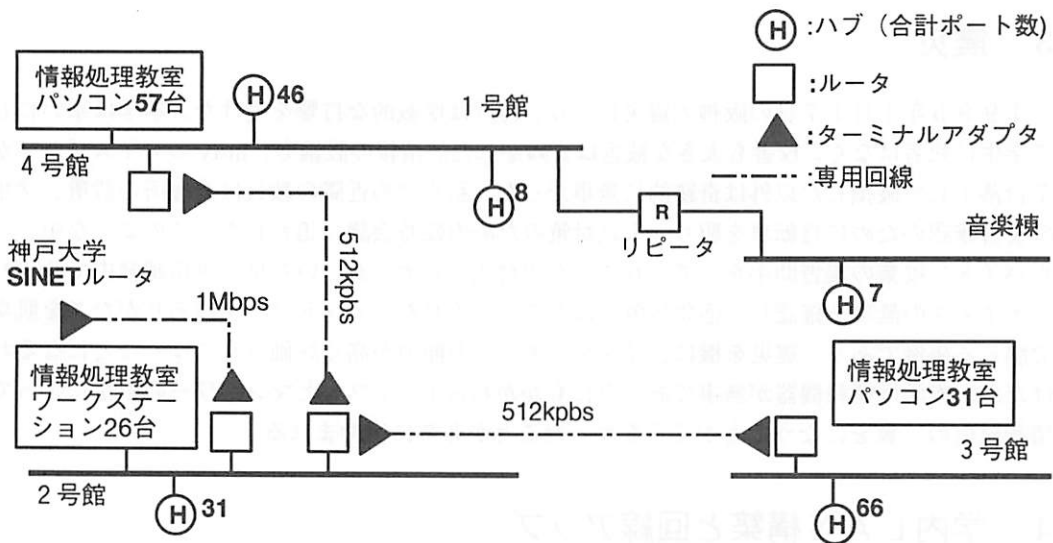 H :ハブ（合計ポート数)
:ルータ
:ターミナルアダプタ
:専用回線
情報処理教室
パソコン57台
H 46
1号館
4号館
H 8
R
リピータ
音楽棟
H 7
神戸大学
SINETルータ
1Mbps
512kpbs
情報処理教室
ワークステー
ション26台
512kpbs
情報処理教室
パソコン31台
3号館
2号館
H 31
H 66